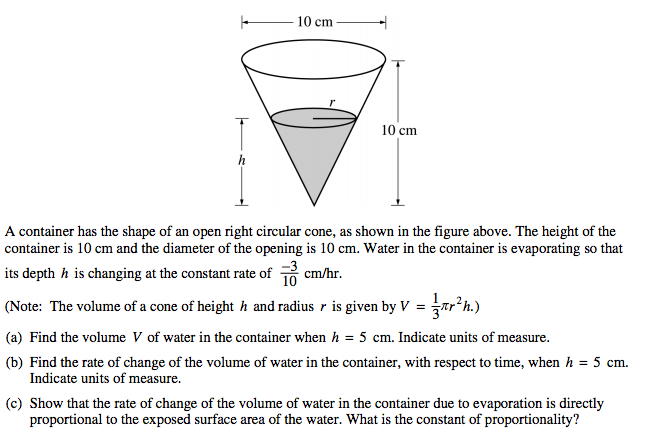 10 cm
r
10 cm
h
A container has the shape of an open right circular cone, as shown in the figure above. The height of the
container is 10 cm and the diameter of the opening is 10 cm. Water in the container is evaporating so that
its depth h is changing at the constant rate of -3/10 cm/hr.
(Note: The volume of a cone of height h and radius r is given by V = 1/3 πr²h.)
(a) Find the volume V of water in the container when h = 5 cm. Indicate units of measure.
(b) Find the rate of change of the volume of water in the container, with respect to time, when h = 5 cm.
Indicate units of measure.
(c) Show that the rate of change of the volume of water in the container due to evaporation is directly
proportional to the exposed surface area of the water. What is the constant of proportionality?